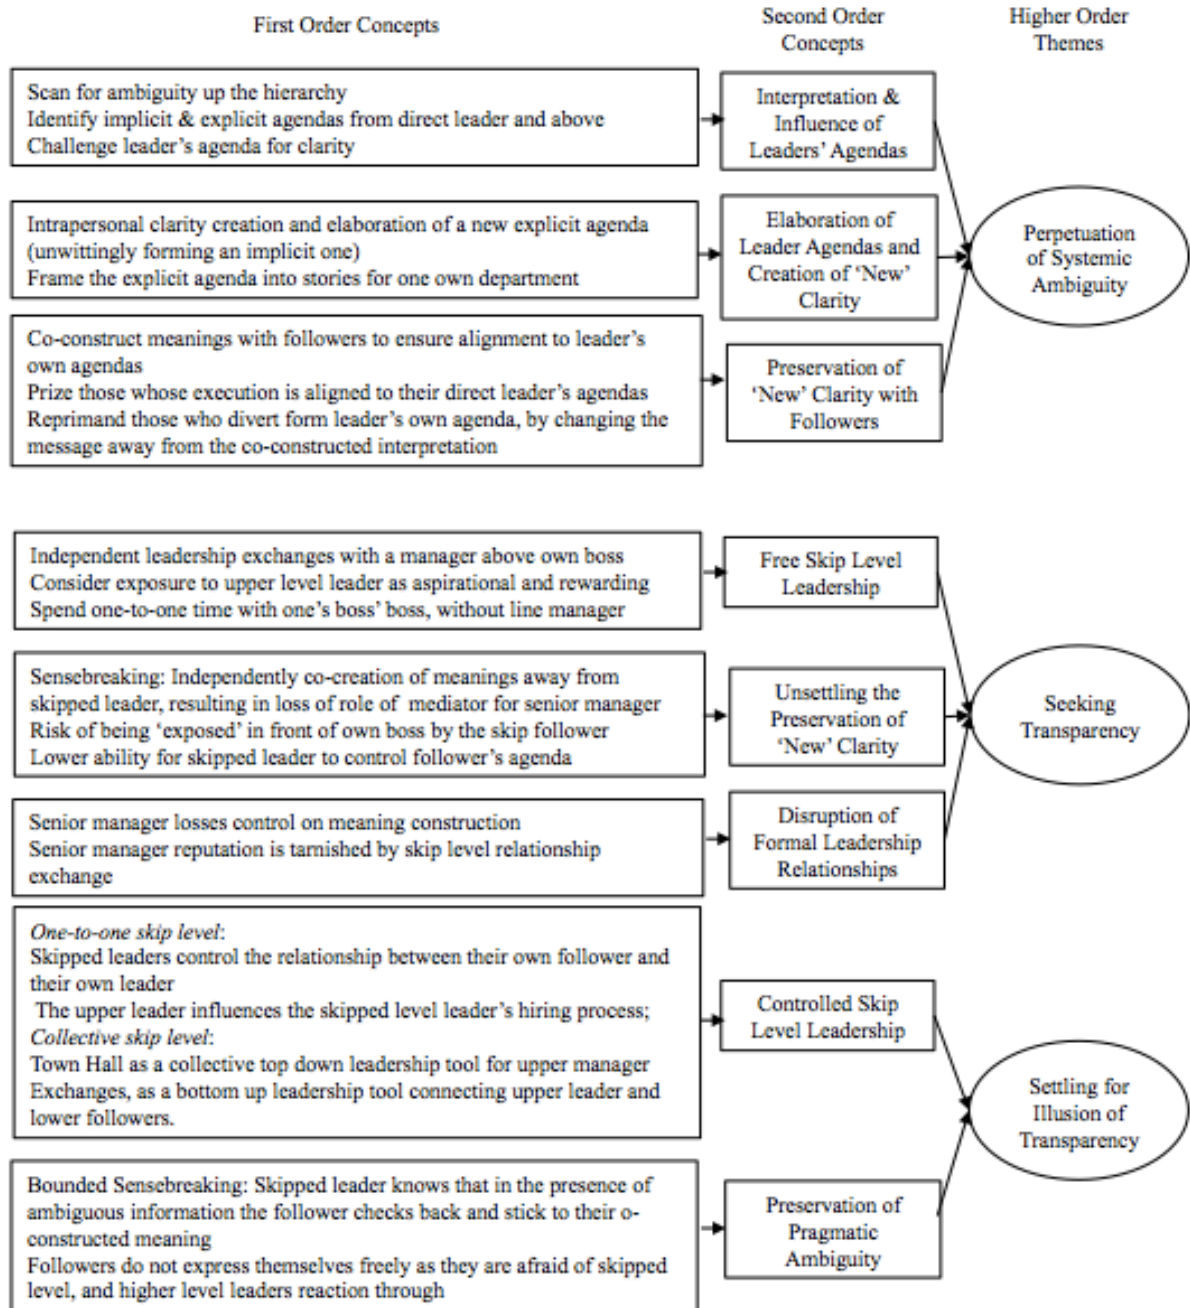 First Order Concepts
Second Order
Concepts
Higher Order
Themes
Scan for ambiguity up the hierarchy
Identify implicit & explicit agendas from direct leader and above
Challenge leader's agenda for clarity
Interpretation &
Influence of
Leaders' Agendas
Intrapersonal clarity creation and elaboration of a new explicit agenda
(unwittingly forming an implicit one)
Frame the explicit agenda into stories for one own department
Elaboration of
Leader Agendas and
Creation of 'New'
Clarity
Perpetuation
of Systemic
Ambiguity
Co-construct meanings with followers to ensure alignment to leader's
own agendas
Prize those whose execution is aligned to their direct leader's agendas
Reprimand those who divert form leader's own agenda, by changing the
message away from the co-constructed interpretation
Preservation of
'New' Clarity with
Followers
Independent leadership exchanges with a manager above own boss
Consider exposure to upper level leader as aspirational and rewarding
Spend one-to-one time with one's boss' boss, without line manager
Free Skip Level
Leadership
Sensebreaking: Independently co-creation of meanings away from
skipped leader, resulting in loss of role of mediator for senior manager
Risk of being 'exposed' in front of own boss by the skip follower
Lower ability for skipped leader to control follower's agenda
Unsettling the
Preservation of
'New' Clarity
Seeking
Transparency
Senior manager losses control on meaning construction
Senior manager reputation is tarnished by skip level relationship
exchange
Disruption of
Formal Leadership
Relationships
One-to-one skip level:
Skipped leaders control the relationship between their own follower and
their own leader
The upper leader influences the skipped level leader's hiring process;
Collective skip level:
Town Hall as a collective top down leadership tool for upper manager
Exchanges, as a bottom up leadership tool connecting upper leader and
lower followers.
Controlled Skip
Level Leadership
Settling for
Illusion of
Transparency
Bounded Sensebreaking: Skipped leader knows that in the presence of
ambiguous information the follower checks back and stick to their o-
constructed meaning
Followers do not express themselves freely as they are afraid of skipped
level, and higher level leaders reaction through
Preservation of
Pragmatic
Ambiguity